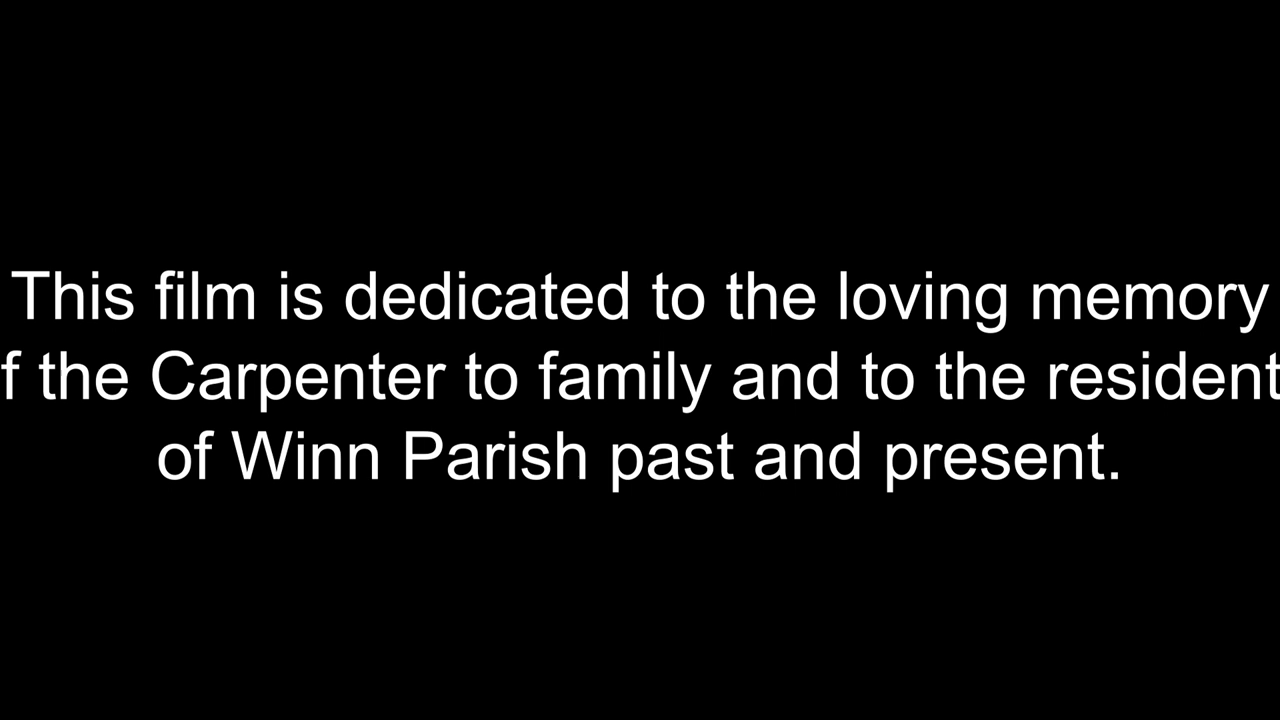 This film is dedicated to the loving memory
f the Carpenter to family and to the resident
of Winn Parish past and present.